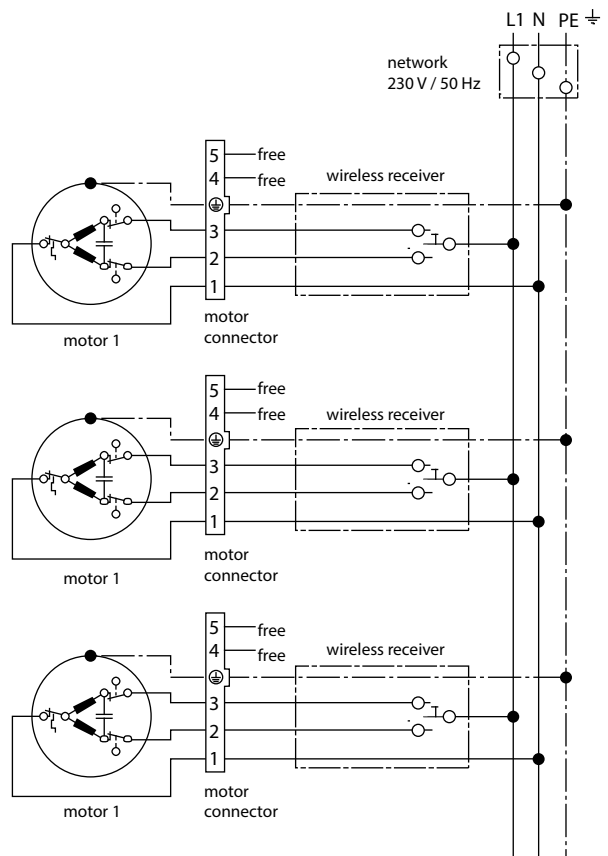 L1 N PE
network
230 V / 50 Hz
5 free
4 free
wireless receiver
3
2
1
motor 1
motor
connector
5 free
4 free
wireless receiver
3
2
1
motor 1
motor
connector
5 free
4 free
wireless receiver
3
2
1
motor 1
motor
connector